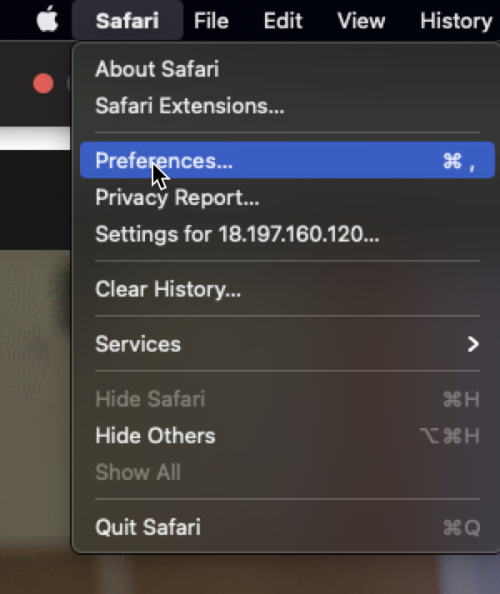 Safari File Edit View History
About Safari
Safari Extensions...
Preferences... ⌘ ,
Privacy Report...
Settings for 18.197.160.120...
Clear History...
Services
Hide Safari ⌘H
Hide Others ⌥⌘H
Show All
Quit Safari ⌘Q